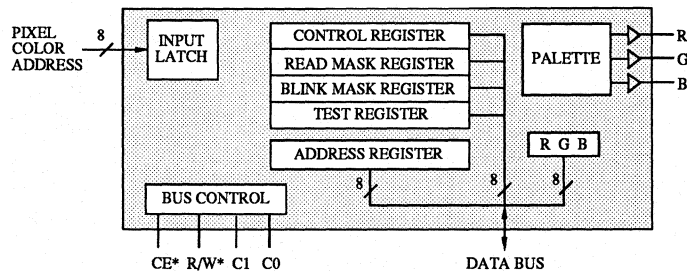 PIXEL
COLOR
ADDRESS
8
INPUT
LATCH
CONTROL REGISTER
READ MASK REGISTER
BLINK MASK REGISTER
TEST REGISTER
ADDRESS REGISTER
PALETTE
R
G
B
R G B
8
8
8
BUS CONTROL
CE* R/W* C1 C0
DATA BUS